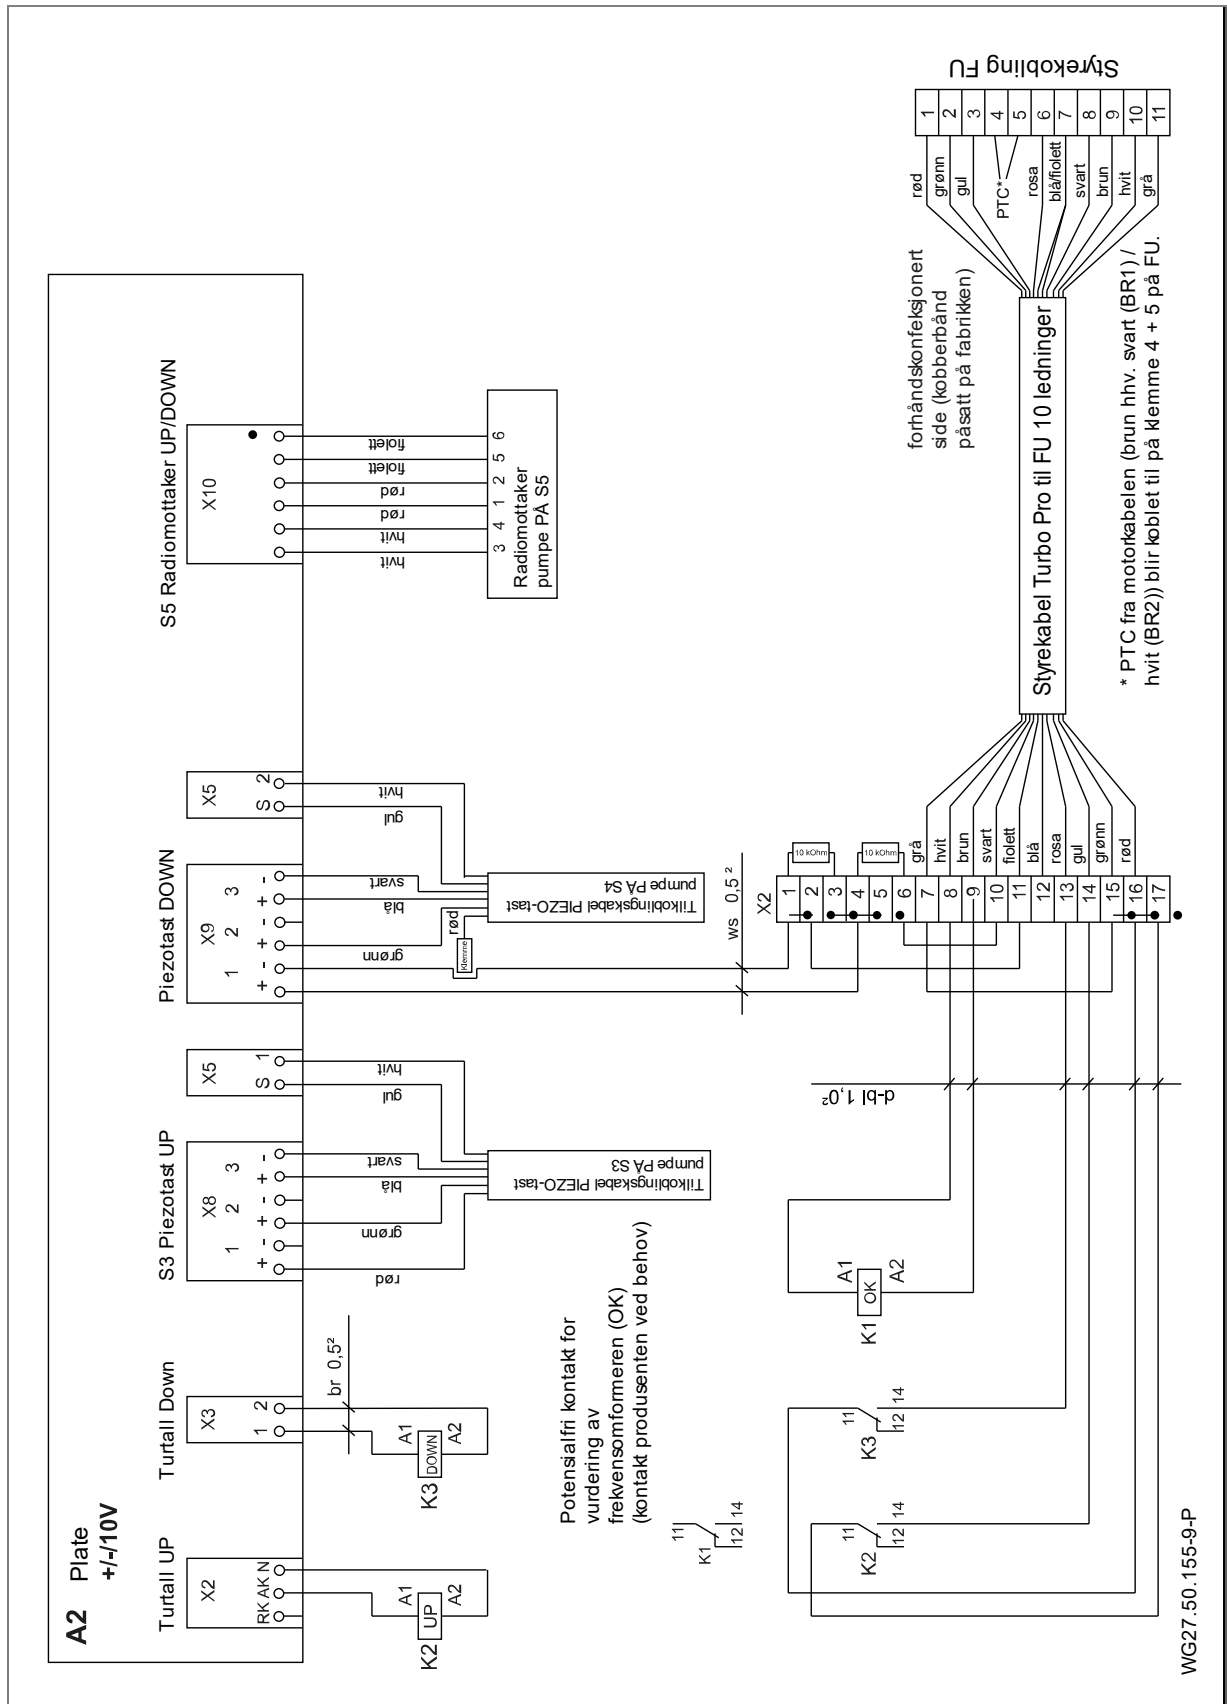 A2 Plate
+/-/10V
Turtall UP
X2
RK AK N
A1
K2 UP
A2
Turtall Down
X3
1 2
br 0,5²
A1
K3 DOWN
A2
S3 Piezotast UP
X8
1 2 3
+ - + - + -
rød
grønn
blå
svart
X5
S 1
gul
hvit
Tilkoblingskabel PIEZO-tast
pumpe PÅ S3
Piezotast DOWN
X9
1 2 3
+ - + - + -
grønn
blå
svart
rød
Klemme
X5
S 2
gul
hvit
Tilkoblingskabel PIEZO-tast
pumpe PÅ S4
ws 0,5²
S5 Radiomottaker UP/DOWN
X10
hvit
hvit
rød
rød
fiolett
fiolett
3 4 1 2 5 6
Radiomottaker
pumpe PÅ S5
Potensialfri kontakt for
vurdering av
frekvensomformeren (OK)
(kontakt produsenten ved behov)
11
K1
12 14
X2
1
2
3
4
5
6
7
8
9
10
11
12
13
14
15
16
17
10 kOhm
10 kOhm
grå
hvit
brun
svart
fiolett
blå
rosa
gul
grønn
rød
d-bl 1,0²
A1
K1 OK
A2
11
K3
12 14
11
K2
12 14
Styrekabel Turbo Pro til FU 10 ledninger
forhåndskonfeksjonert
side (kobberbånd
påsatt på fabrikken)
rød
grønn
gul
PTC*
rosa
blå/fiolett
svart
brun
hvit
grå
1
2
3
4
5
6
7
8
9
10
11
Styrekobling FU
* PTC fra motorkabelen (brun hhv. svart (BR1) /
hvit (BR2)) blir koblet til på klemme 4 + 5 på FU.
WG27.50.155-9-P